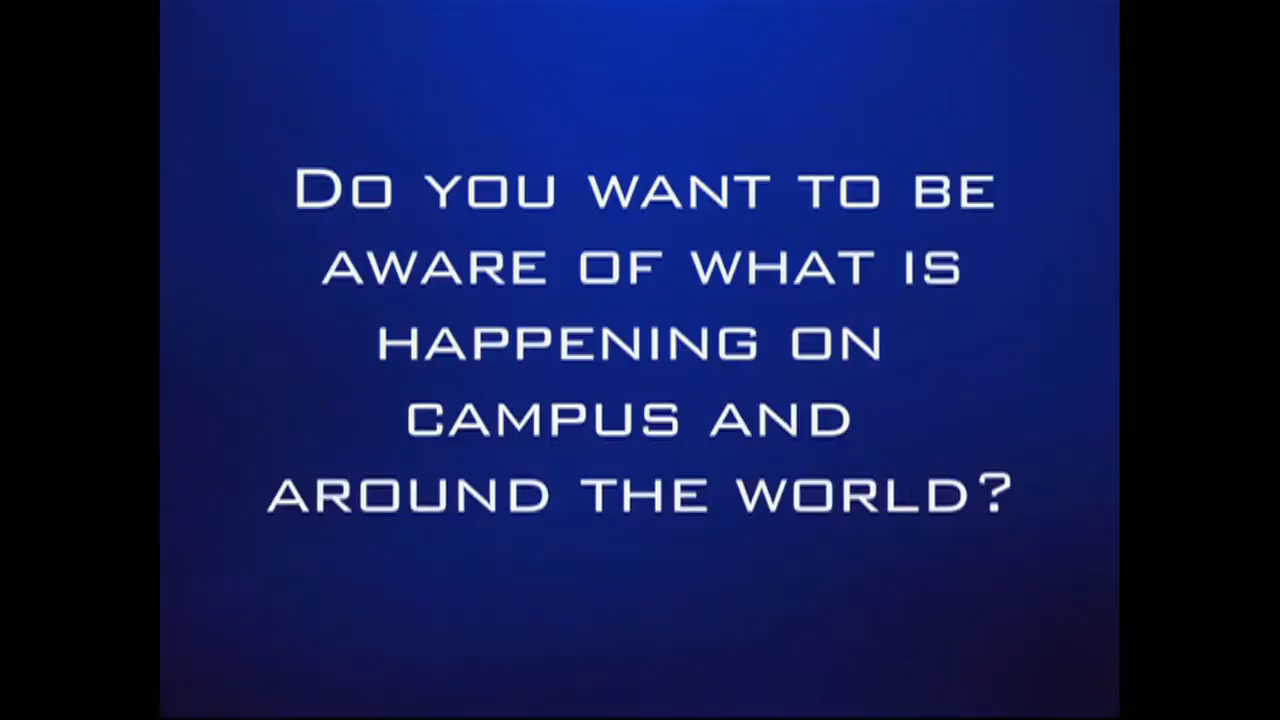 Do you want to be
aware of what is
happening on
campus and
around the world?